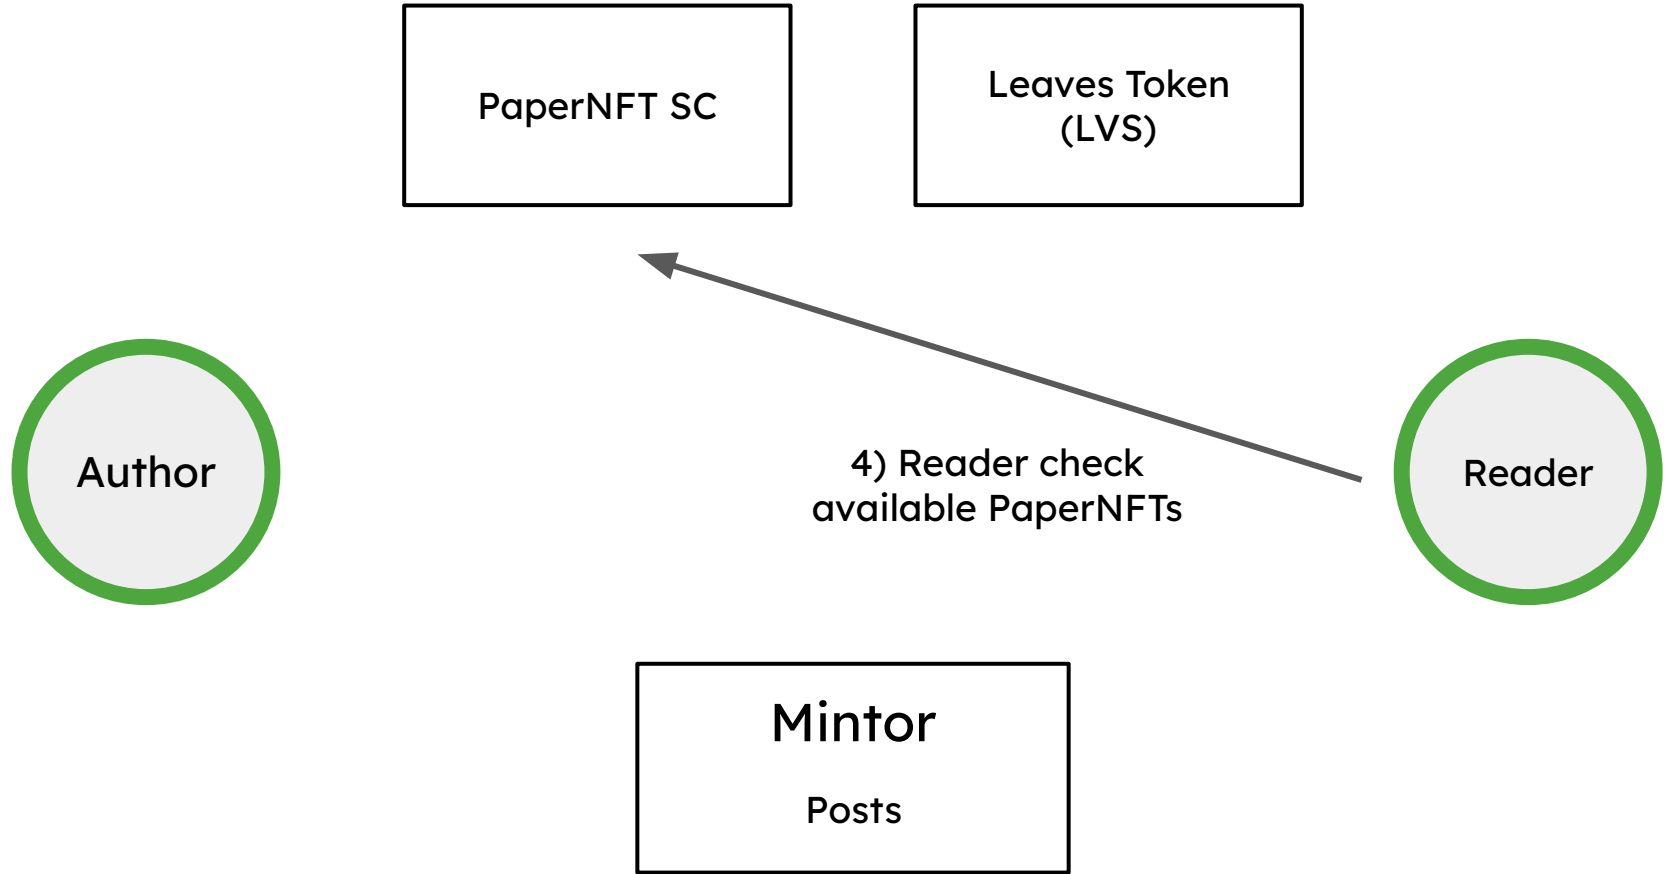 PaperNFT SC
Leaves Token
(LVS)
Author
4) Reader check
available PaperNFTs
Reader
Mintor
Posts